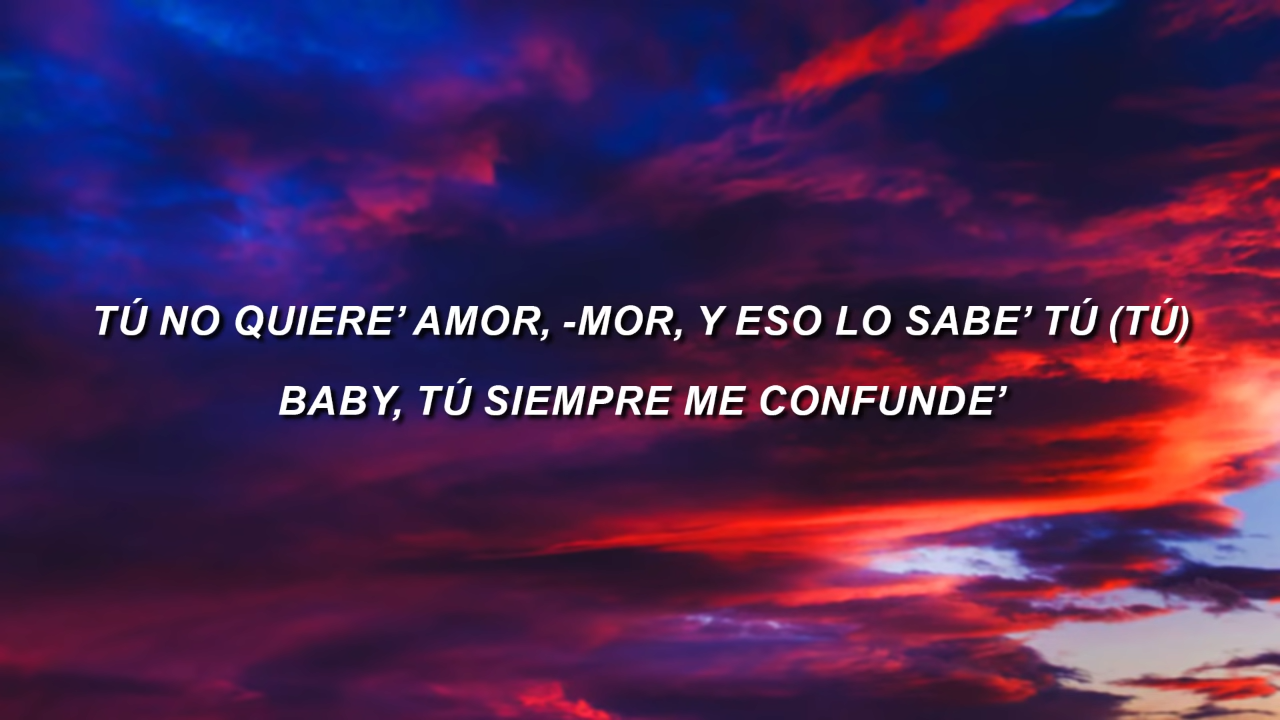 TÚ NO QUIERE’ AMOR, -MOR, Y ESO LO SABE’ TÚ (TÚ)
BABY, TÚ SIEMPRE ME CONFUNDE’